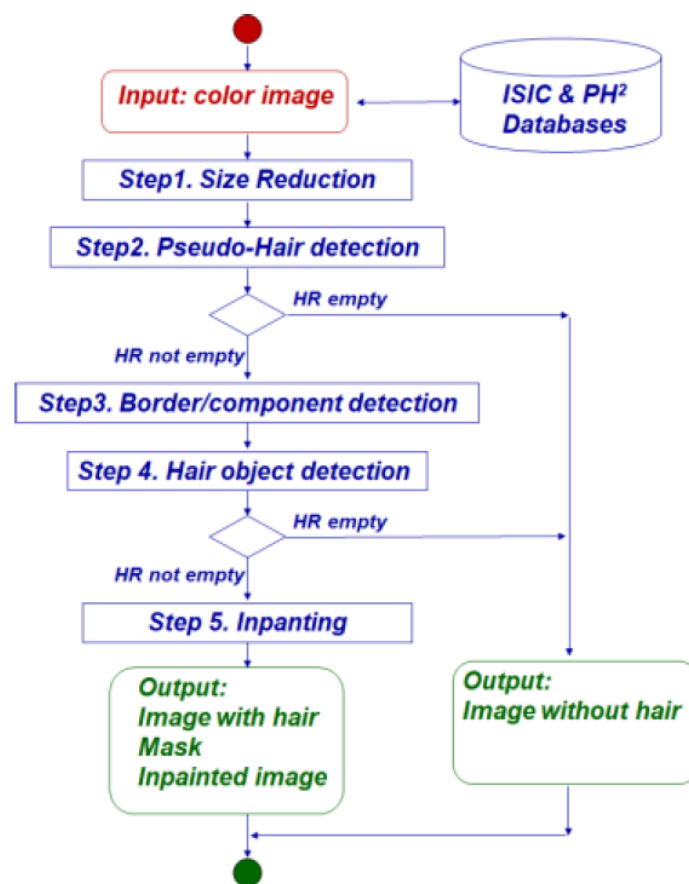 Input: color image
ISIC & PH²
Databases
Step1. Size Reduction
Step2. Pseudo-Hair detection
HR empty
HR not empty
Step3. Border/component detection
Step 4. Hair object detection
HR empty
HR not empty
Step 5. Inpanting
Output:
Image with hair
Mask
Inpainted image
Output:
Image without hair